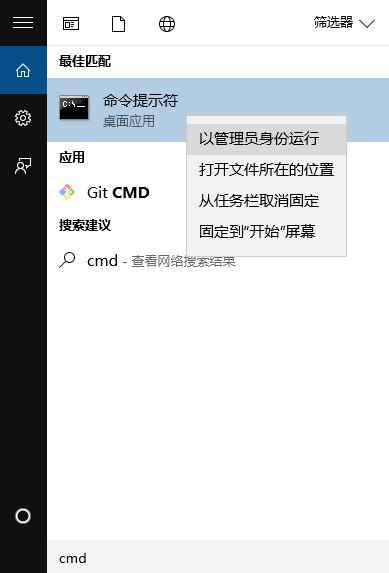 筛选器
最佳匹配
C:\_
命令提示符
桌面应用
以管理员身份运行
打开文件所在的位置
从任务栏取消固定
固定到“开始”屏幕
应用
Git CMD
搜索建议
cmd - 查看网络搜索结果
cmd